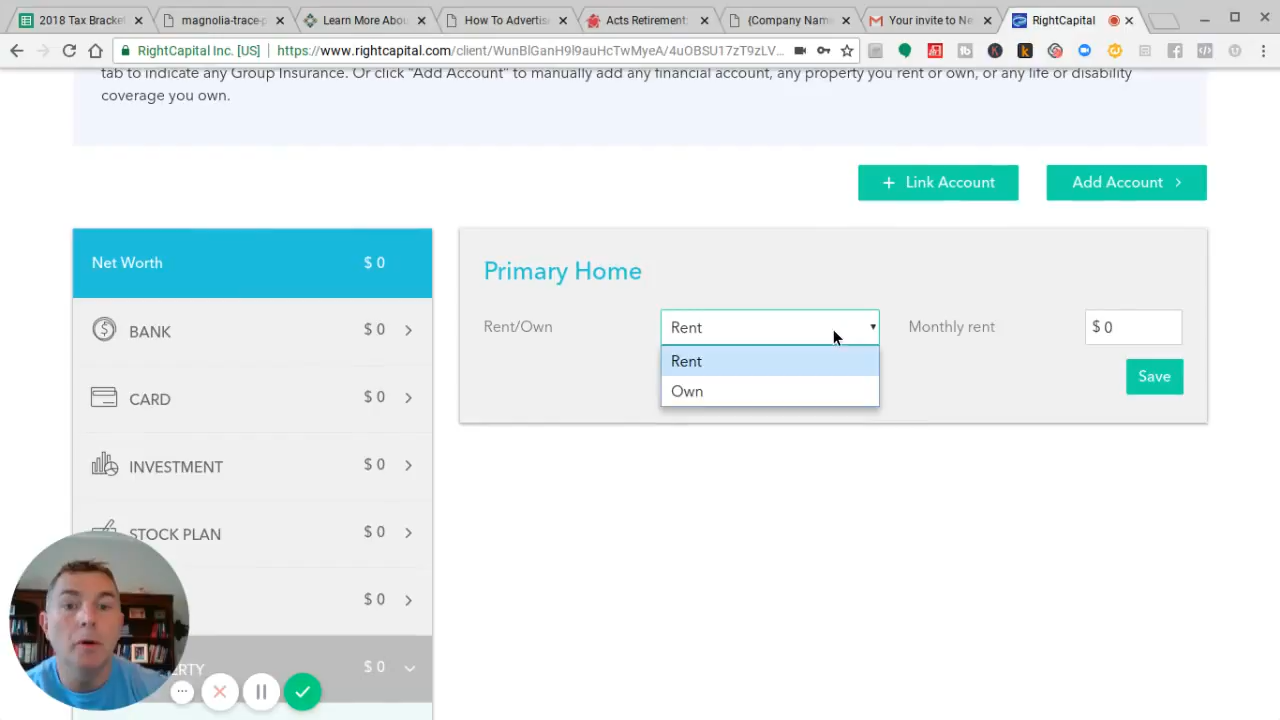 2018 Tax Bracket
magnolia-trace-p
Learn More Abou
How To Advertis
Acts Retirement
{Company Name
Your invite to Ne
RightCapital
RightCapital Inc. [US] | https://www.rightcapital.com/client/WunBlGanH9l9auHcTwMyeA/4uOBSU17zT9zLV...
tab to indicate any Group Insurance. Or click "Add Account" to manually add any financial account, any property you rent or own, or any life or disability
coverage you own.
+ Link Account
Add Account >
Net Worth $ 0
BANK $ 0
CARD $ 0
INVESTMENT $ 0
STOCK PLAN $ 0
$ 0
ERTY $ 0
Primary Home
Rent/Own
Rent
Rent
Own
Monthly rent
$ 0
Save